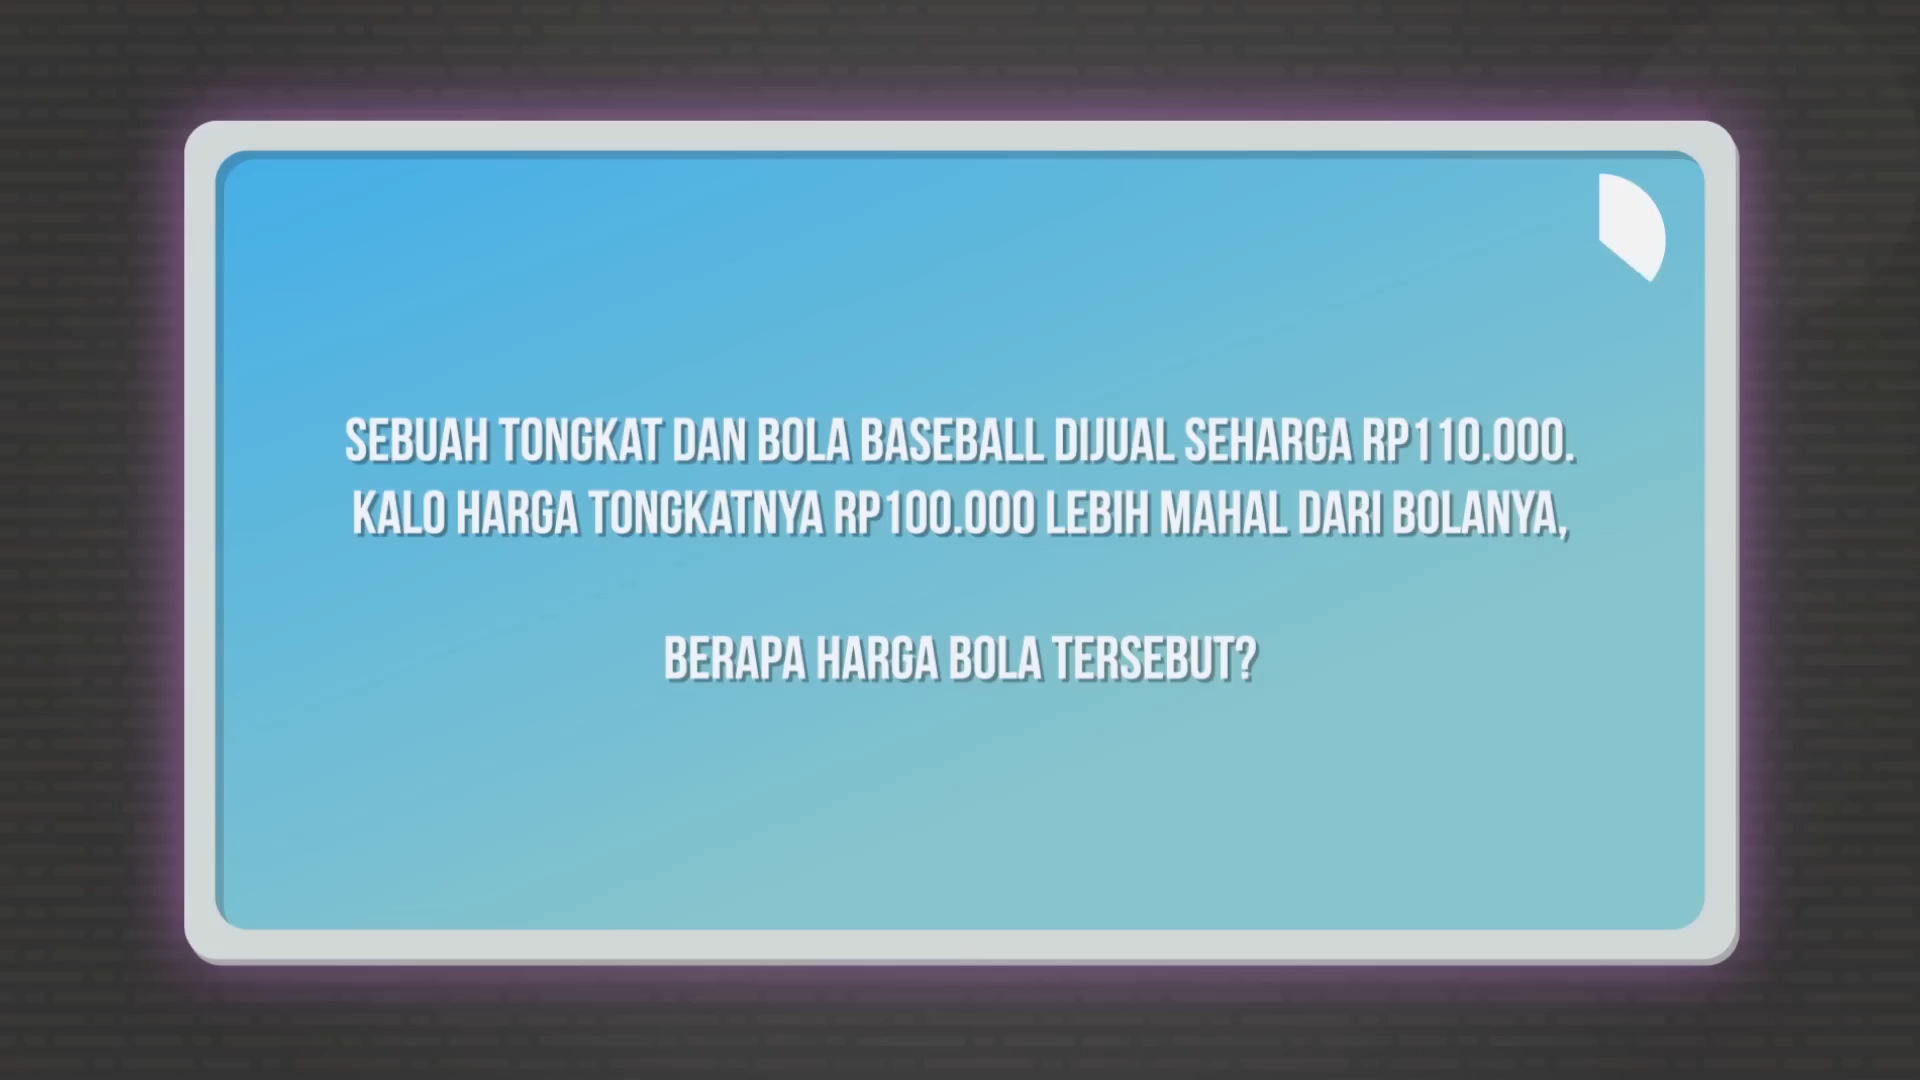 SEBUAH TONGKAT DAN BOLA BASEBALL DIJUAL SEHARGA RP110.000.
KALO HARGA TONGKATNYA RP100.000 LEBIH MAHAL DARI BOLANYA,
BERAPA HARGA BOLA TERSEBUT?